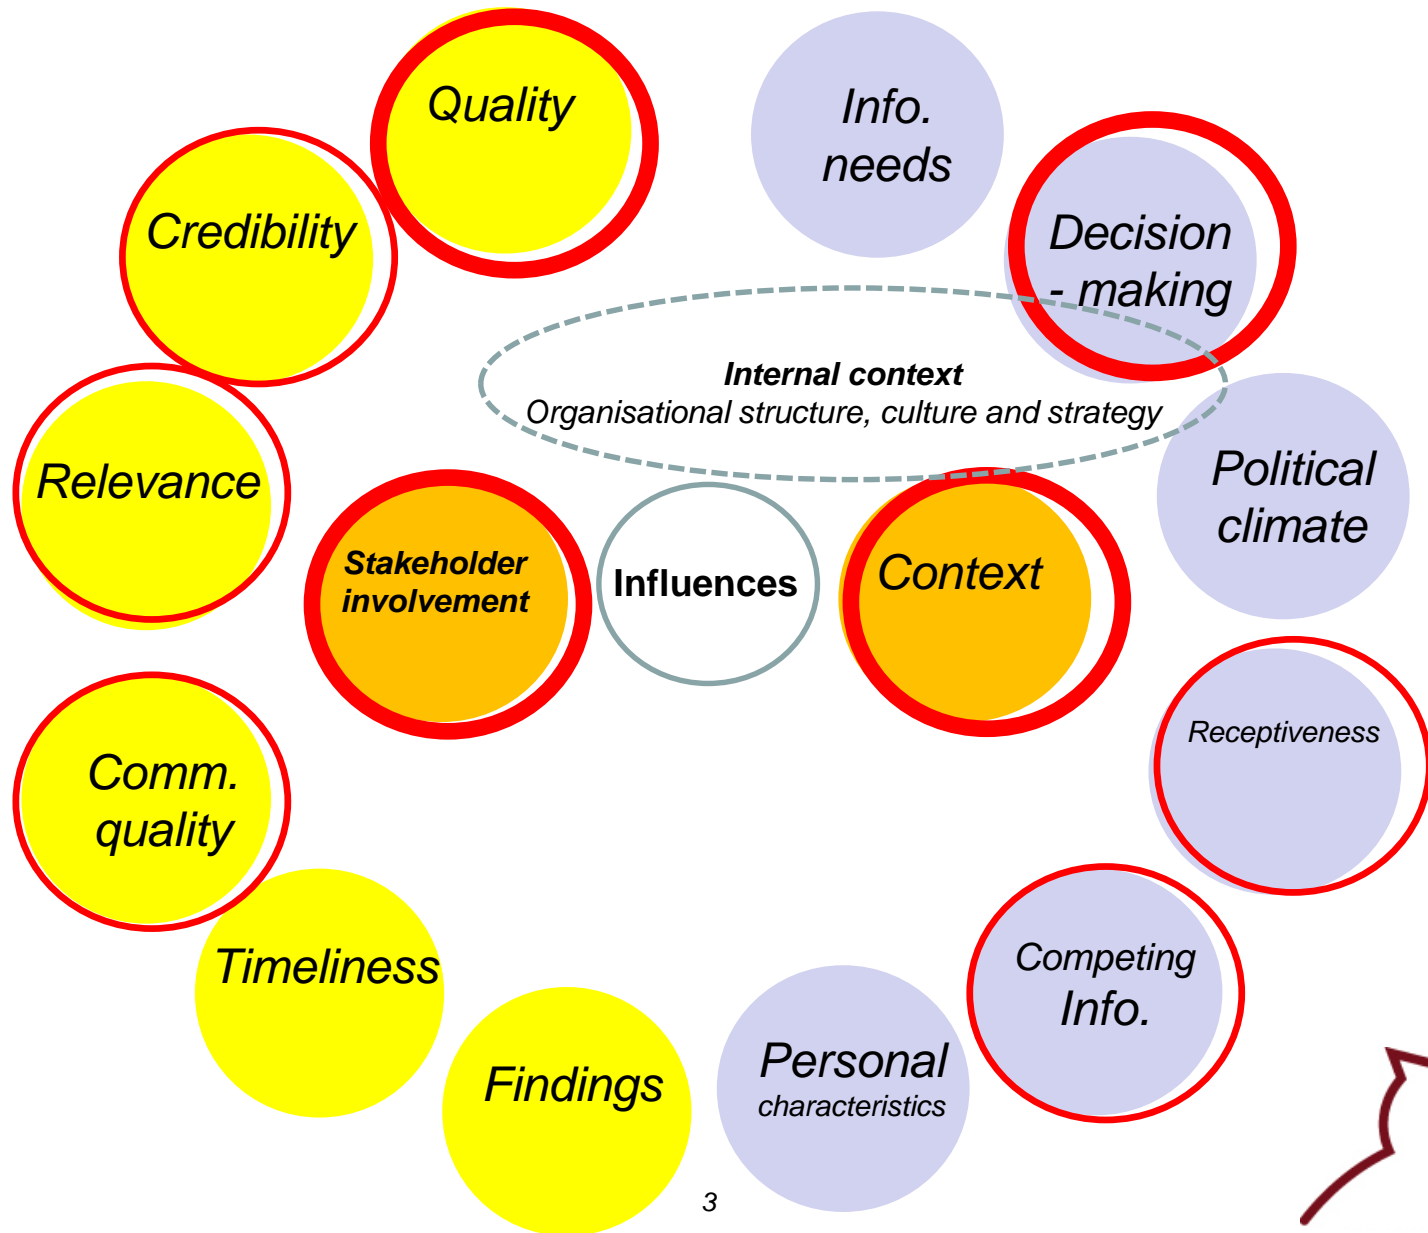 Quality
Info.
needs
Credibility
Decision
- making
Internal context
Organisational structure, culture and strategy
Relevance
Political
climate
Stakeholder
involvement
Influences
Context
Receptiveness
Comm.
quality
Timeliness
Competing
Info.
Findings
Personal
characteristics
3